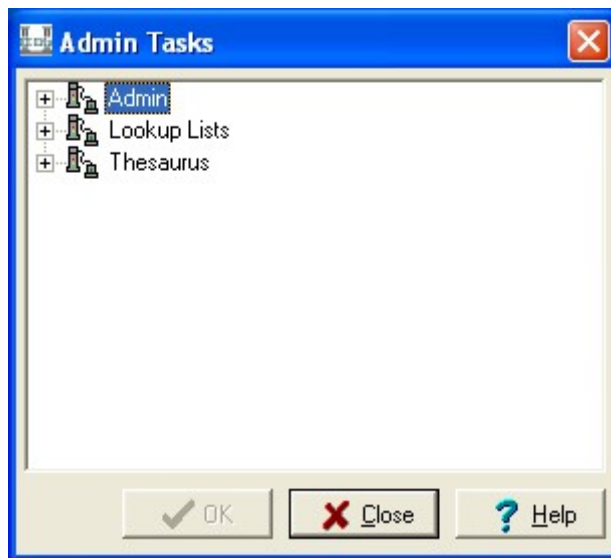 Admin Tasks
Admin
Lookup Lists
Thesaurus
OK Close Help